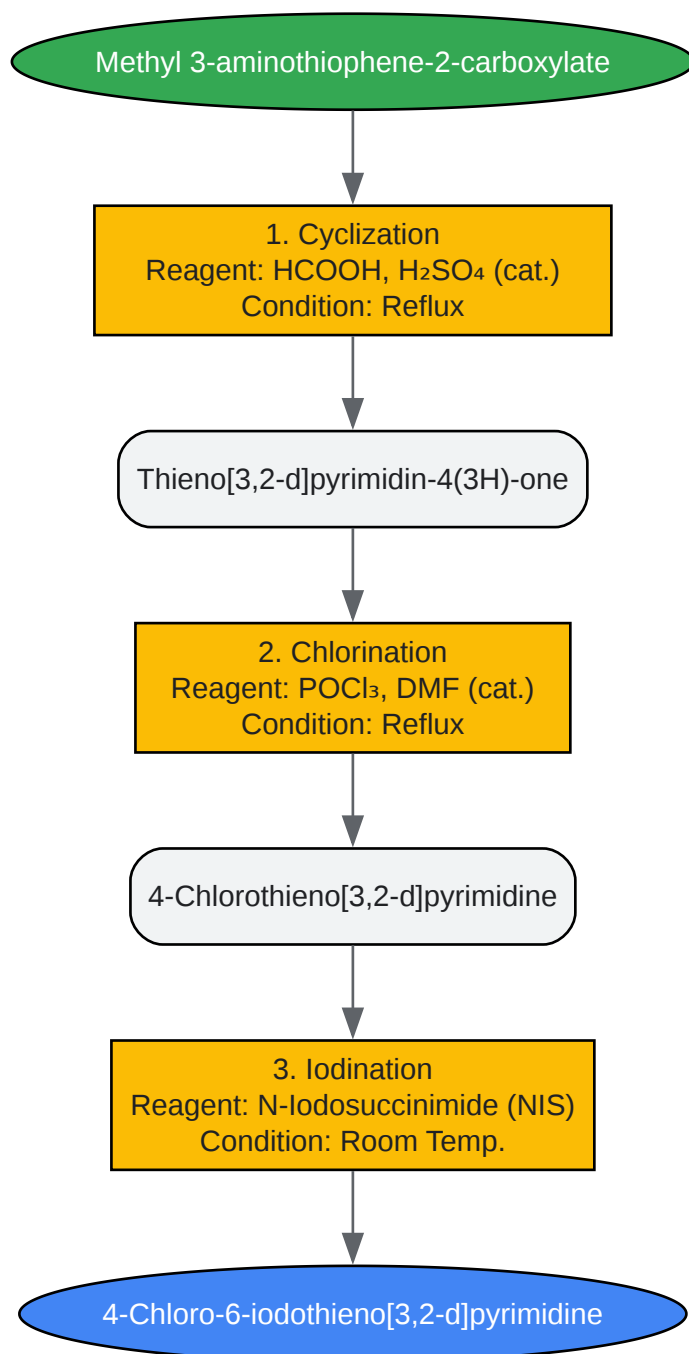 Methyl 3-aminothiophene-2-carboxylate
1. Cyclization
Reagent: HCOOH, H₂SO₄ (cat.)
Condition: Reflux
Thieno[3,2-d]pyrimidin-4(3H)-one
2. Chlorination
Reagent: POCl₃, DMF (cat.)
Condition: Reflux
4-Chlorothieno[3,2-d]pyrimidine
3. Iodination
Reagent: N-Iodosuccinimide (NIS)
Condition: Room Temp.
4-Chloro-6-iodothieno[3,2-d]pyrimidine